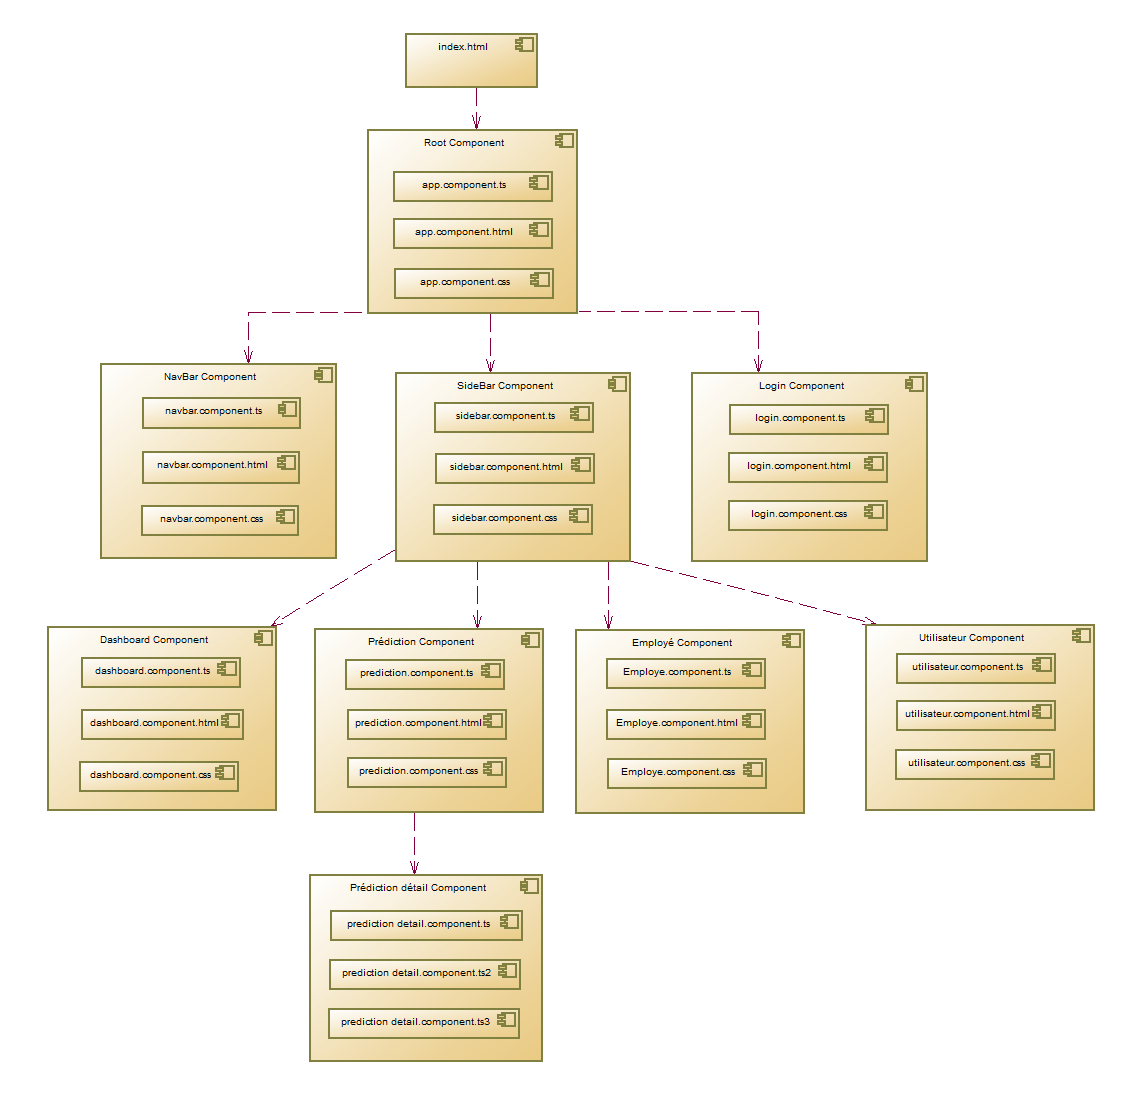 index.html
Root Component
app.component.ts
app.component.html
app.component.css
NavBar Component
navbar.component.ts
navbar.component.html
navbar.component.css
SideBar Component
sidebar.component.ts
sidebar.component.html
sidebar.component.css
Login Component
login.component.ts
login.component.html
login.component.css
Dashboard Component
dashboard.component.ts
dashboard.component.html
dashboard.component.css
Prédiction Component
prediction.component.ts
prediction.component.html
prediction.component.css
Employé Component
Employe.component.ts
Employe.component.html
Employe.component.css
Utilisateur Component
utilisateur.component.ts
utilisateur.component.html
utilisateur.component.css
Prédiction détail Component
prediction detail.component.ts
prediction detail.component.ts2
prediction detail.component.ts3